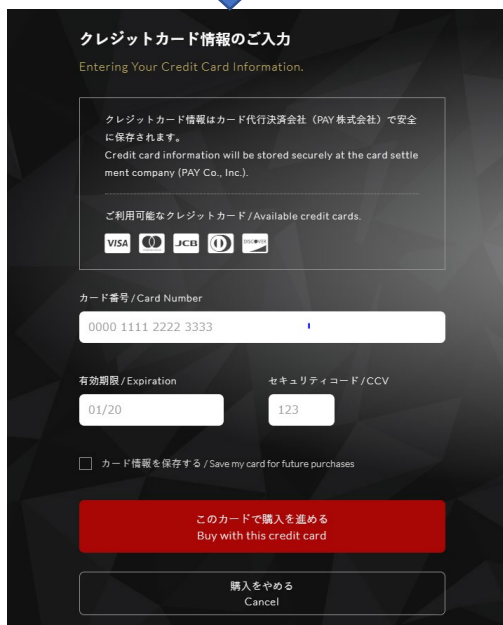 クレジットカード情報のご入力
Entering Your Credit Card Information.
クレジットカード情報はカード代行決済会社（PAY株式会社）で安全
に保存されます。
Credit card information will be stored securely at the card settle
ment company (PAY Co., Inc.).
ご利用可能なクレジットカード/Available credit cards.
VISA JCB DISCOVER
カード番号/Card Number
0000 1111 2222 3333
有効期限/Expiration セキュリティコード/CCV
01/20 123
カード情報を保存する / Save my card for future purchases
このカードで購入を進める
Buy with this credit card
購入をやめる
Cancel